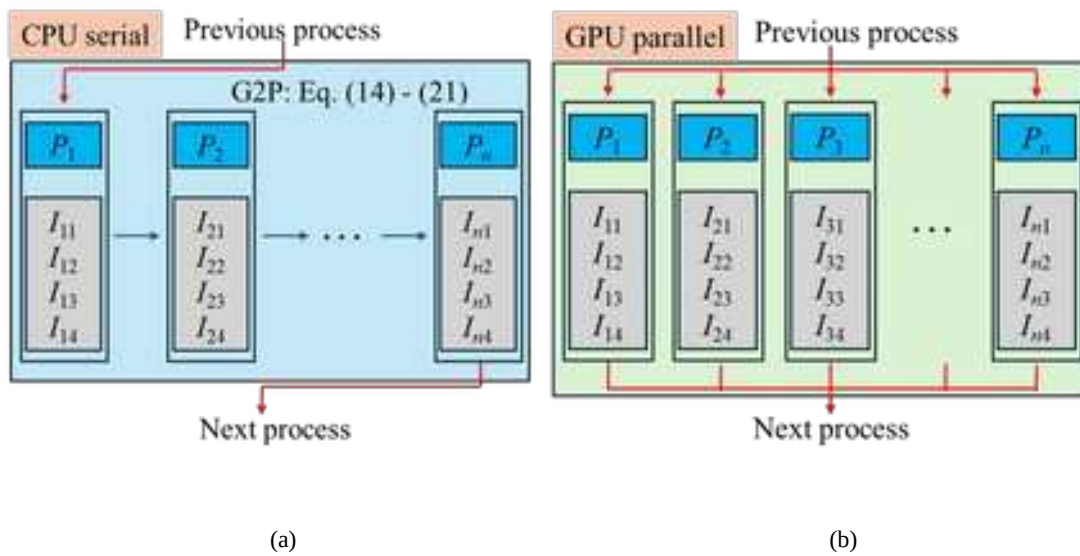 CPU serial
Previous process
G2P: Eq. (14) - (21)
P1 P2 Pn
I11 I21 ... In1
I12 I22 In2
I13 I23 In3
I14 I24 In4
Next process
(a)
GPU parallel
Previous process
P1 P2 P3 Pn
I11 I21 I31 ... In1
I12 I22 I32 In2
I13 I23 I33 In3
I14 I24 I34 In4
Next process
(b)